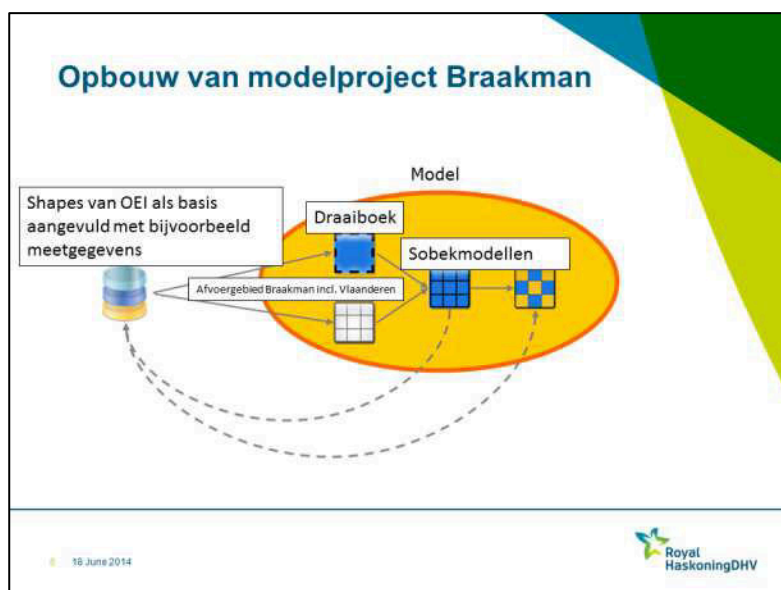 Opbouw van modelproject Braakman
Model
Shapes van OEI als basis
aangevuld met bijvoorbeeld
meetgegevens
Draaiboek
Sobekmodellen
Afvoergebied Braakman incl. Vlaanderen
18 June 2014
Royal
HaskoningDHV